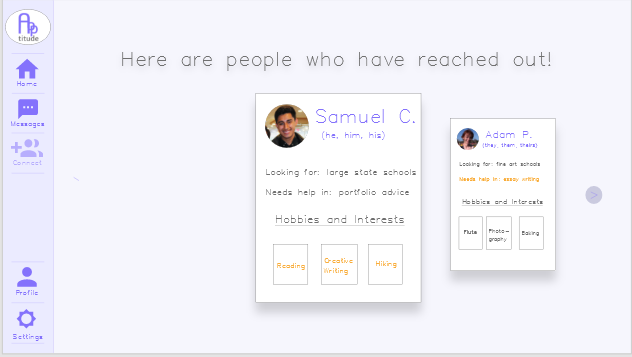 App
titude
Home
Messages
Connect
Profile
Settings
Here are people who have reached out!
Samuel C.
(he, him, his)
Looking for: large state schools
Needs help in: portfolio advice
Hobbies and Interests
Reading
Creative
Writing
Hiking
Adam P.
(they, them, theirs)
Looking for: fine art schools
Needs help in: essay writing
Hobbies and Interests
Flute
Photo-
graphy
Baking
>